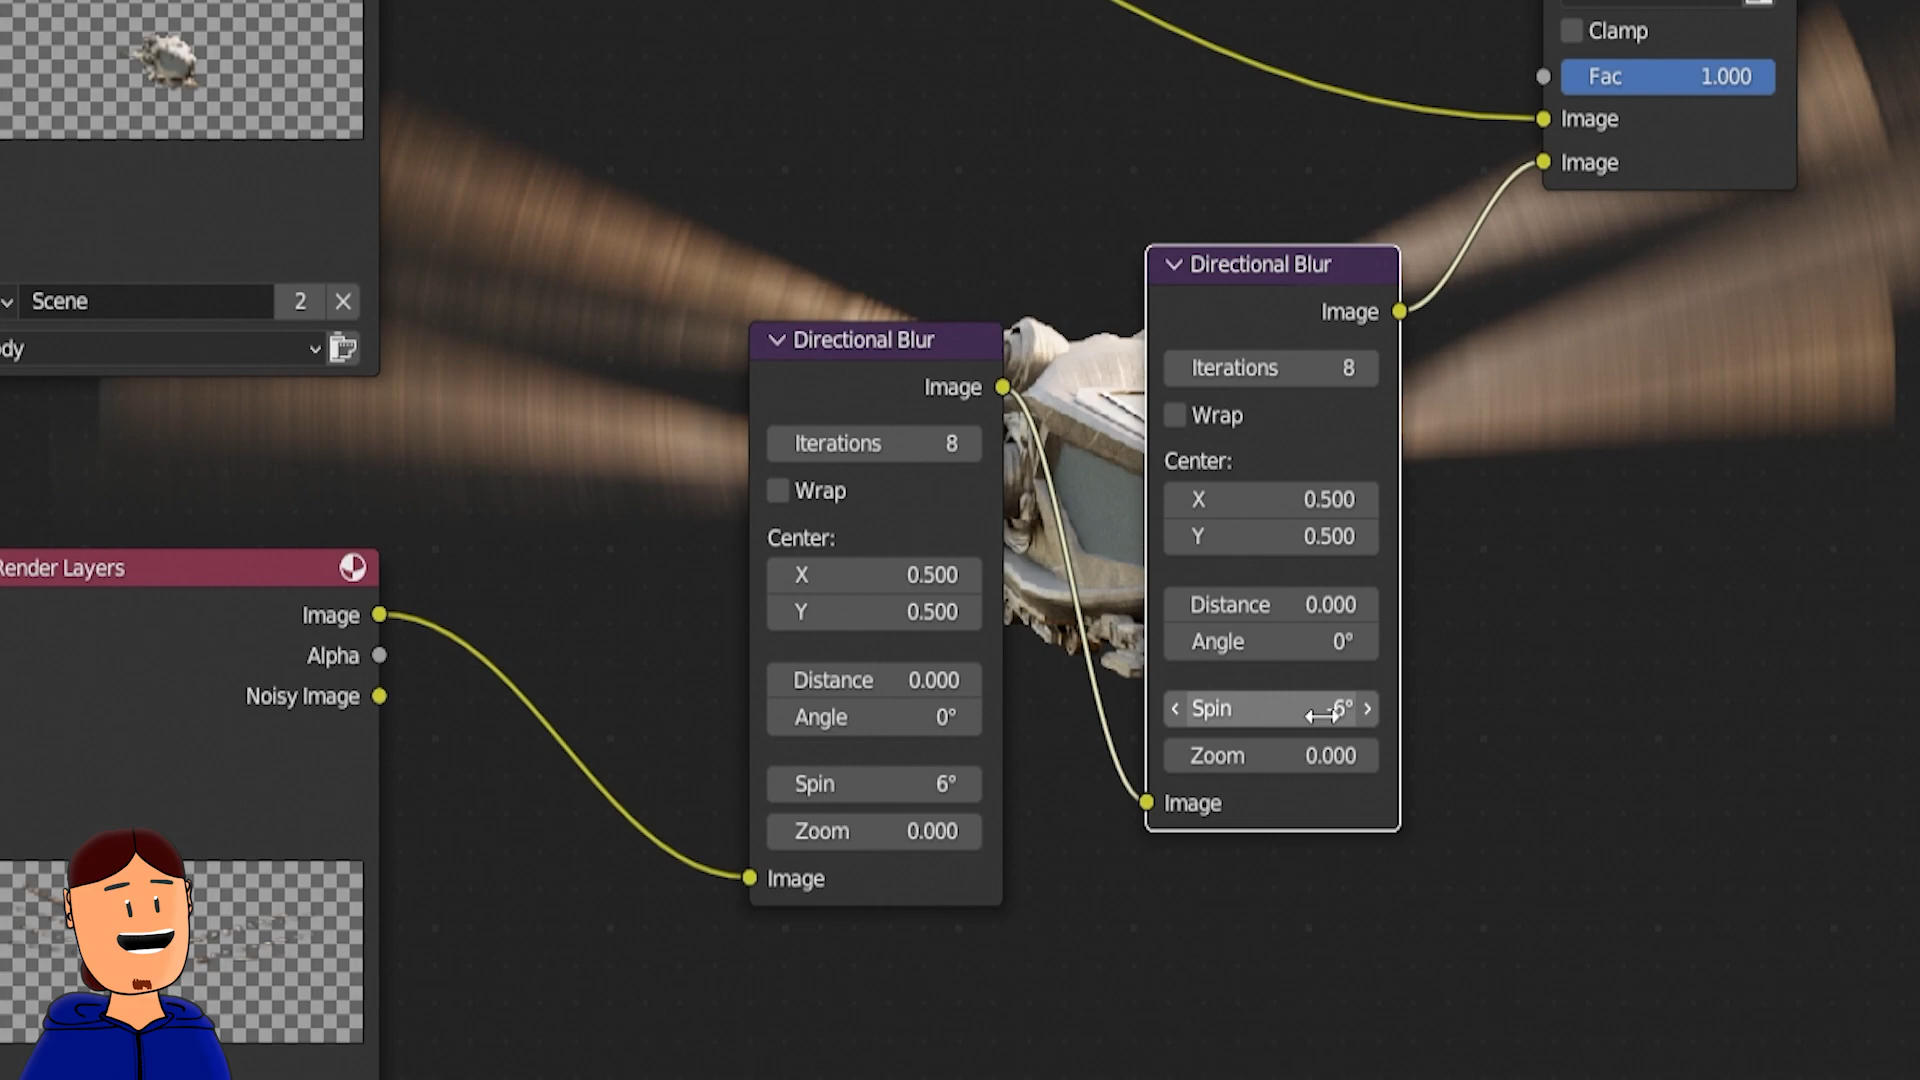 Clamp
Fac 1.000
Image
Image
Scene 2
dy
Directional Blur
Image
Iterations 8
Wrap
Center:
X 0.500
Y 0.500
Distance 0.000
Angle 0°
Spin -6°
Zoom 0.000
Image
Directional Blur
Image
Iterations 8
Wrap
Center:
X 0.500
Y 0.500
Distance 0.000
Angle 0°
Spin 6°
Zoom 0.000
Image
Render Layers
Image
Alpha
Noisy Image